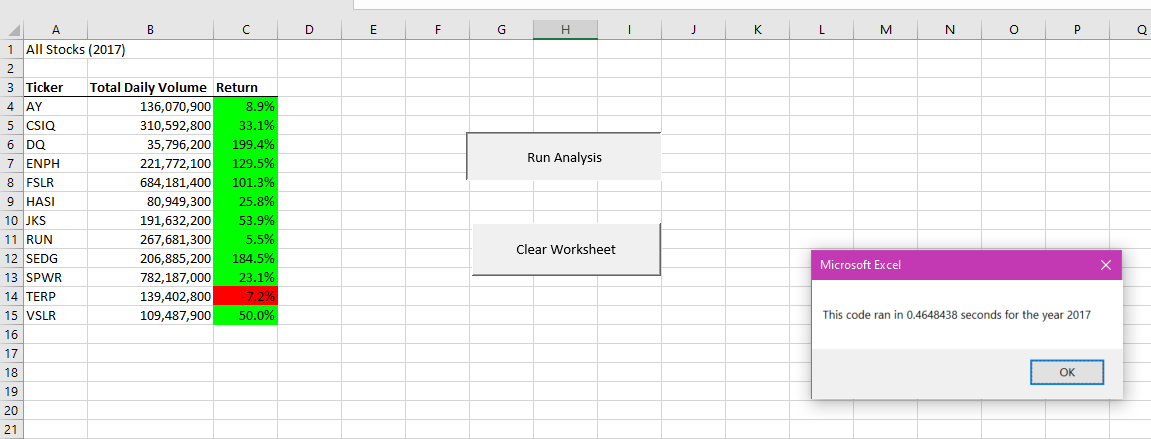 A B C D E F G H I J K L M N O P Q
1 All Stocks (2017)
2
3 Ticker Total Daily Volume Return
4 AY 136,070,900 8.9%
5 CSIQ 310,592,800 33.1%
6 DQ 35,796,200 199.4%
7 ENPH 221,772,100 129.5%
8 FSLR 684,181,400 101.3%
9 HASI 80,949,300 25.8%
10 JKS 191,632,200 53.9%
11 RUN 267,681,300 5.5%
12 SEDG 206,885,200 184.5%
13 SPWR 782,187,000 23.1%
14 TERP 139,402,800 -7.2%
15 VSLR 109,487,900 50.0%
16
17
18
19
20
21
Run Analysis
Clear Worksheet
Microsoft Excel
This code ran in 0.4648438 seconds for the year 2017
OK